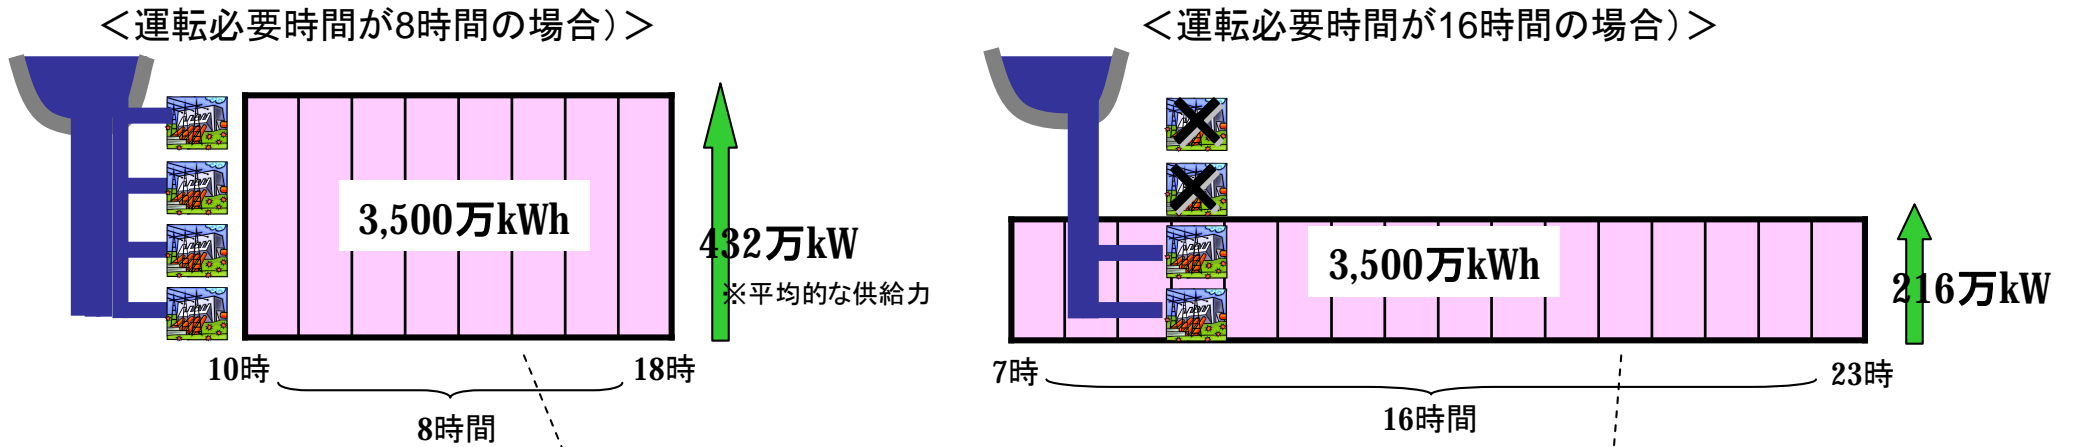 ＜運転必要時間が8時間の場合）＞
3,500万kWh
432万kW
※平均的な供給力
10時
18時
8時間
＜運転必要時間が16時間の場合）＞
3,500万kWh
216万kW
7時
23時
16時間